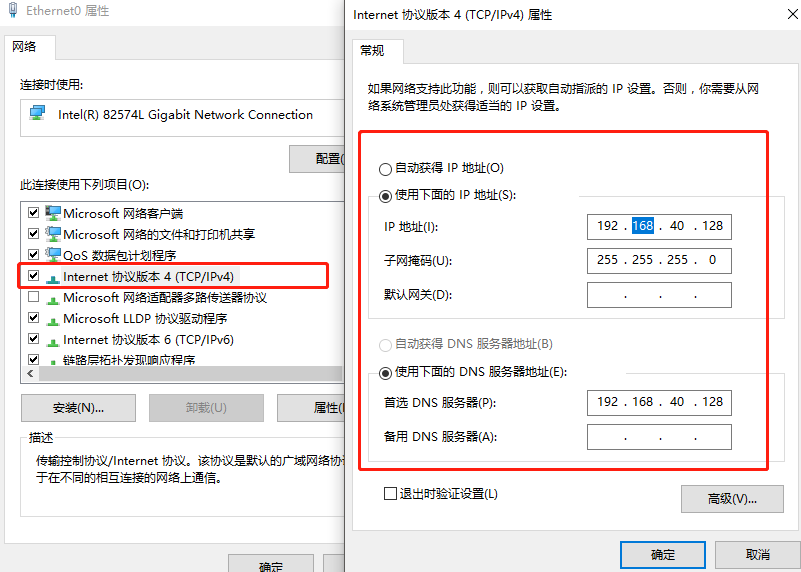 Ethernet0 属性
网络
连接时使用:
Intel(R) 82574L Gigabit Network Connection
配置(
此连接使用下列项目(O):
Microsoft 网络客户端
Microsoft 网络的文件和打印机共享
QoS 数据包计划程序
Internet 协议版本 4 (TCP/IPv4)
Microsoft 网络适配器多路传送器协议
Microsoft LLDP 协议驱动程序
Internet 协议版本 6 (TCP/IPv6)
链路层拓扑发现响应程序
安装(N)...
卸载(U)
属性(
描述
传输控制协议/Internet 协议。该协议是默认的广域网络协
于在不同的相互连接的网络上通信。
确定
Internet 协议版本 4 (TCP/IPv4) 属性
常规
如果网络支持此功能，则可以获取自动指派的 IP 设置。否则，你需要从网
络系统管理员处获得适当的 IP 设置。
自动获得 IP 地址(O)
使用下面的 IP 地址(S):
IP 地址(I):
192 . 168 . 40 . 128
子网掩码(U):
255 . 255 . 255 . 0
默认网关(D):
. . .
自动获得 DNS 服务器地址(B)
使用下面的 DNS 服务器地址(E):
首选 DNS 服务器(P):
192 . 168 . 40 . 128
备用 DNS 服务器(A):
. . .
退出时验证设置(L)
高级(V)...
确定
取消